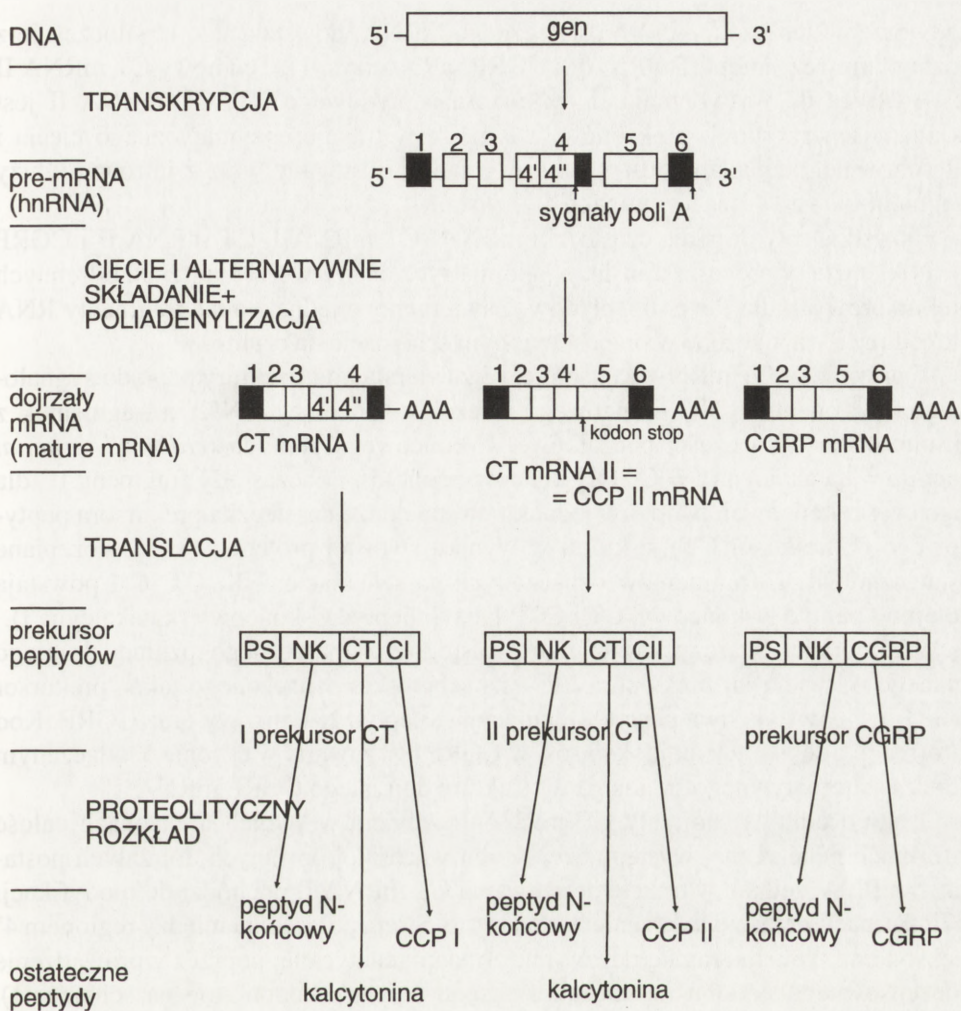 DNA
5' gen 3'
TRANSKRYPCJA
1 2 3 4 5 6
pre-mRNA
(hnRNA)
5' 4' 4" 3'
sygnały poli A
CIĘCIE I ALTERNATYWNE
SKŁADANIE+
POLIADENYLIZACJA
1 2 3 4
1 2 3 4' 5 6
1 2 3 5 6
dojrzały
mRNA
(mature mRNA)
4' 4" AAA
AAA
AAA
kodon stop
CT mRNA I
CT mRNA II =
= CCP II mRNA
CGRP mRNA
TRANSLACJA
prekursor
peptydów
PS NK CT CI
PS NK CT CII
PS NK CGRP
I prekursor CT
II prekursor CT
prekursor CGRP
PROTEOLITYCZNY
ROZKŁAD
peptyd N-
końcowy
CCP I
peptyd N-
końcowy
CCP II
peptyd N-
końcowy
CGRP
ostateczne
peptydy
kalcytonina
kalcytonina